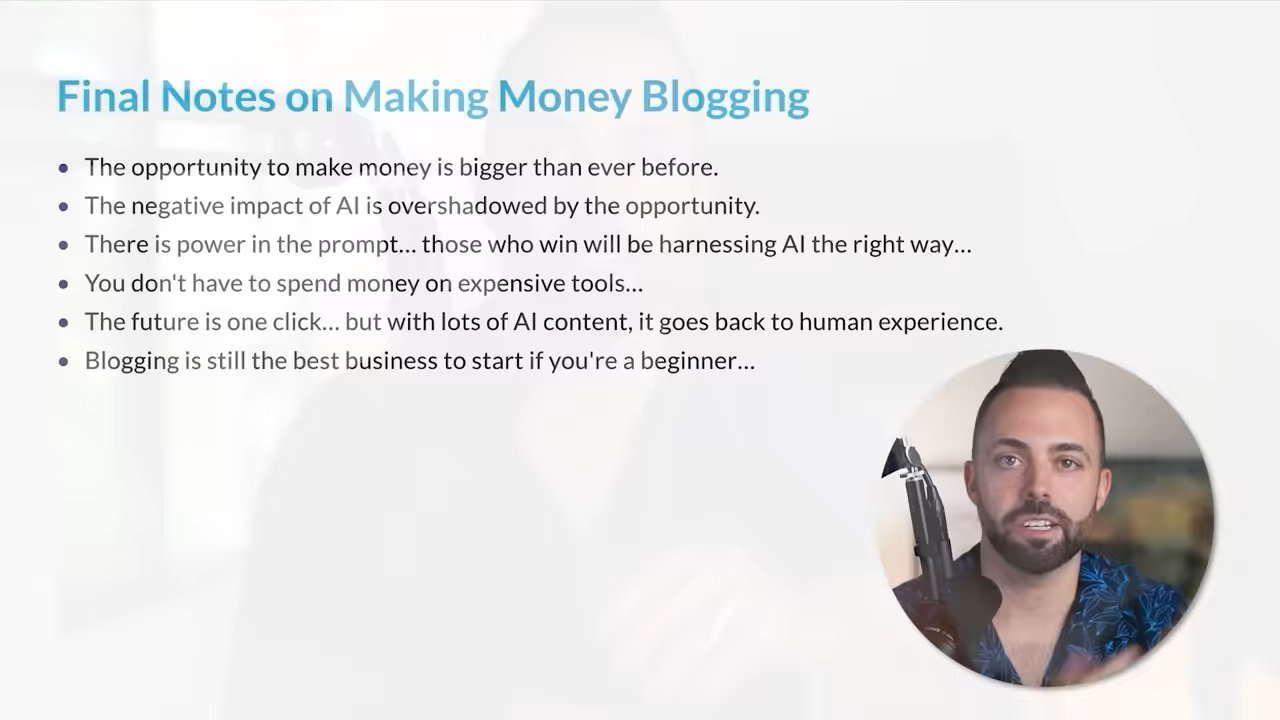 Final Notes on Making Money Blogging
• The opportunity to make money is bigger than ever before.
• The negative impact of AI is overshadowed by the opportunity.
• There is power in the prompt... those who win will be harnessing AI the right way...
• You don't have to spend money on expensive tools...
• The future is one click... but with lots of AI content, it goes back to human experience.
• Blogging is still the best business to start if you're a beginner...